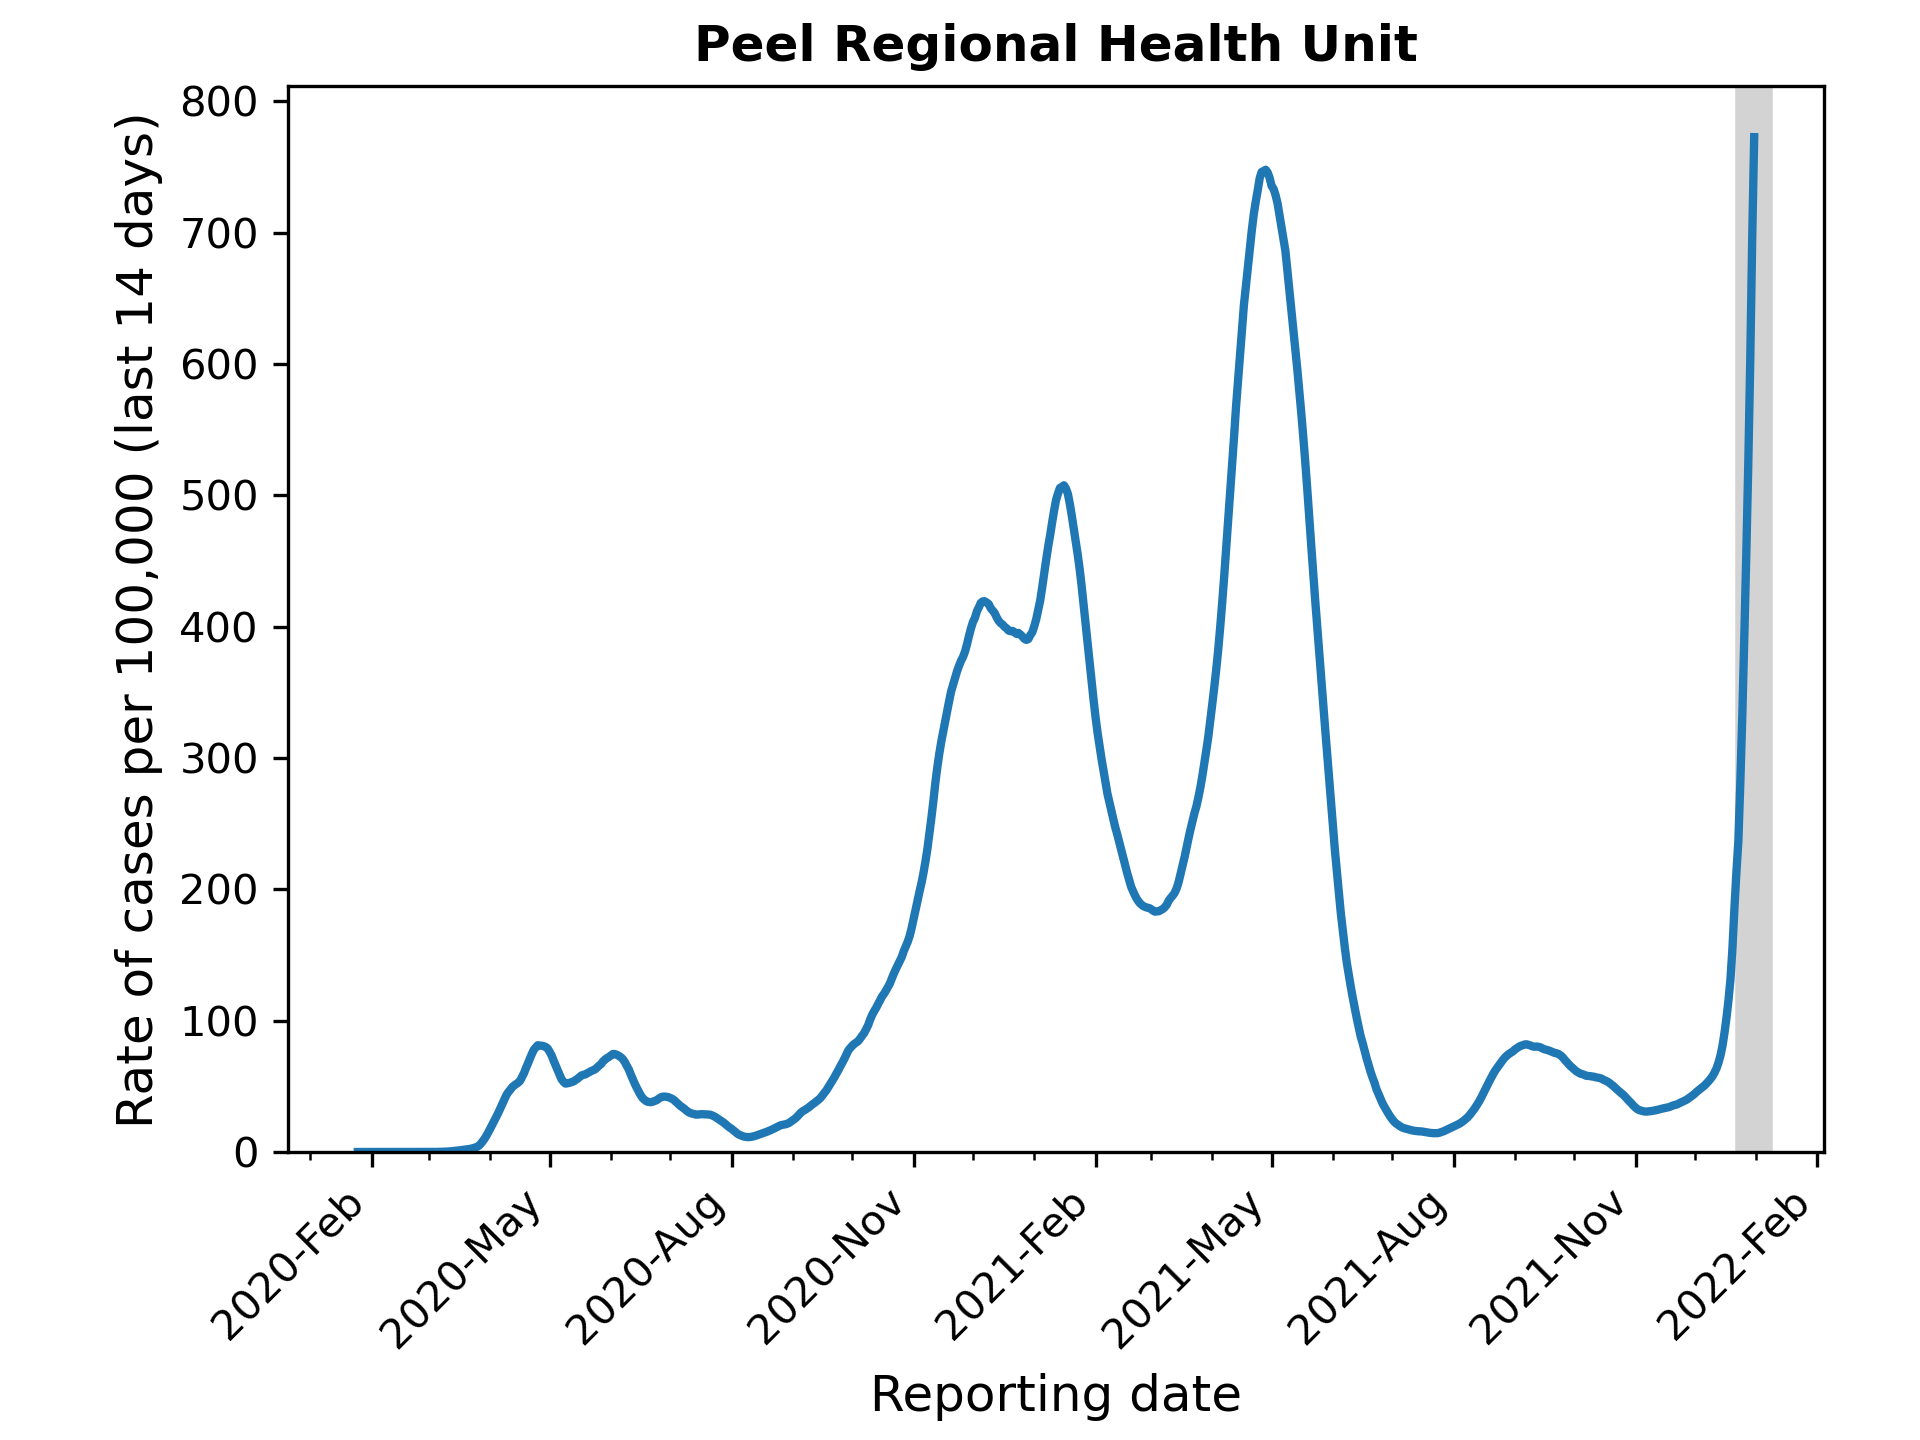 Peel Regional Health Unit
Rate of cases per 100,000 (last 14 days)
800
700
600
500
400
300
200
100
0
2020-Feb
2020-May
2020-Aug
2020-Nov
2021-Feb
2021-May
2021-Aug
2021-Nov
2022-Feb
Reporting date